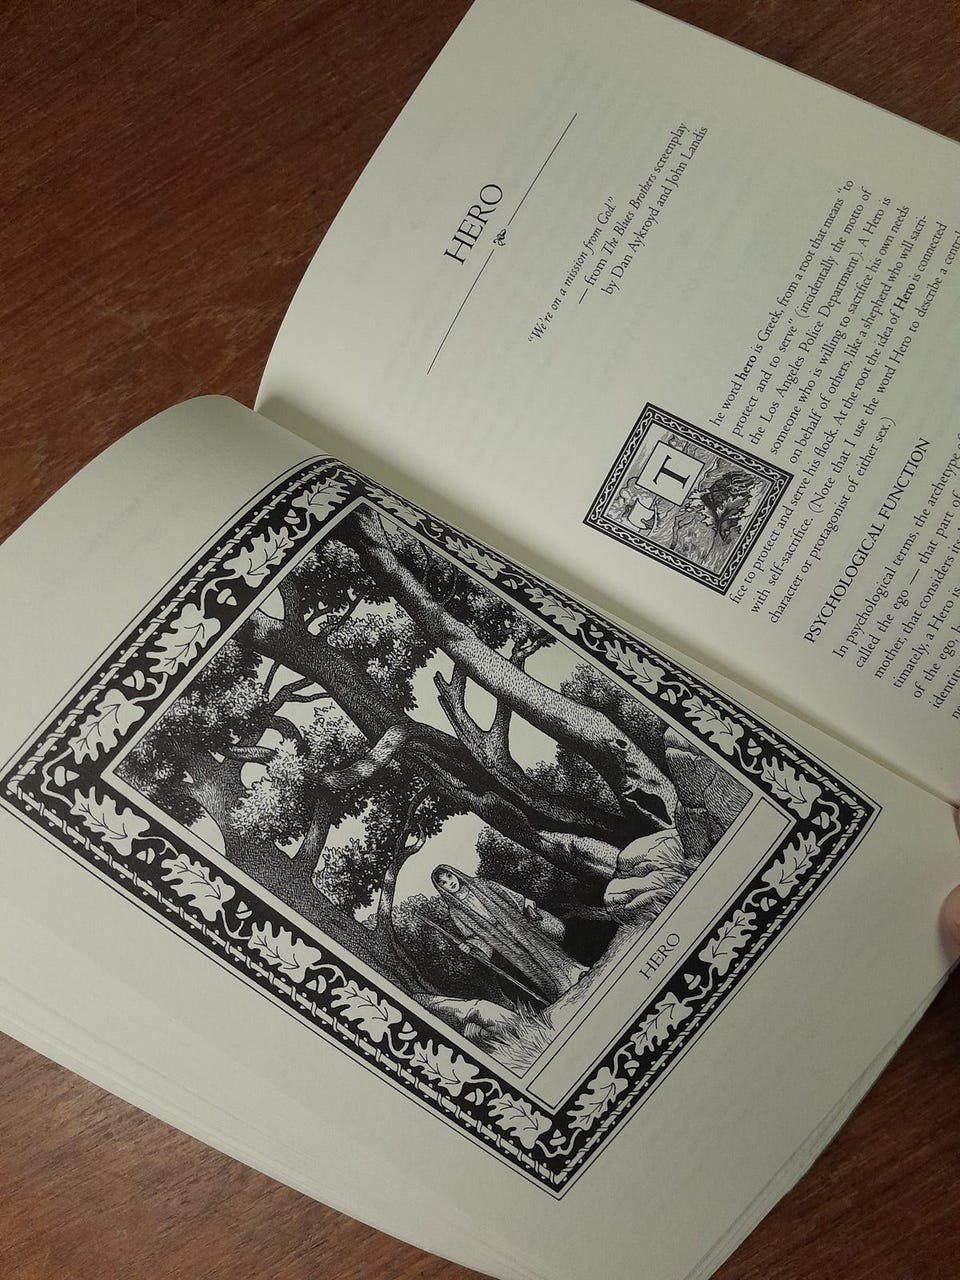 HERO
HERO
"We're on a mission from God."
— from The Blues Brothers screenplay
by Dan Aykroyd and John Landis
The word hero is Greek, from a root that means "to
protect and to serve" (incidentally the motto of
the Los Angeles Police Department). A Hero is
someone who is willing to sacrifice his own needs
on behalf of others, like a shepherd who will sacri-
fice to protect and serve his flock. At the root the idea of Hero is connected
with self-sacrifice. (Note that I use the word Hero to describe a central
character or protagonist of either sex.)
PSYCHOLOGICAL FUNCTION
In psychological terms, the archetype
called the ego — that part of
mother, that considers
timately, a Hero is
of the ego,